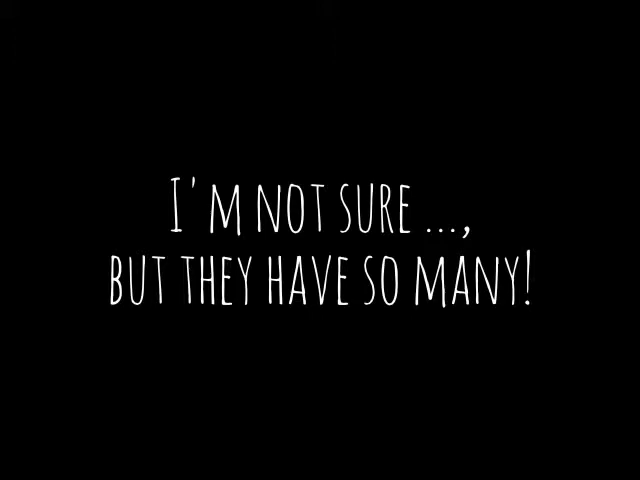 I'm not sure ...,
but they have so many!